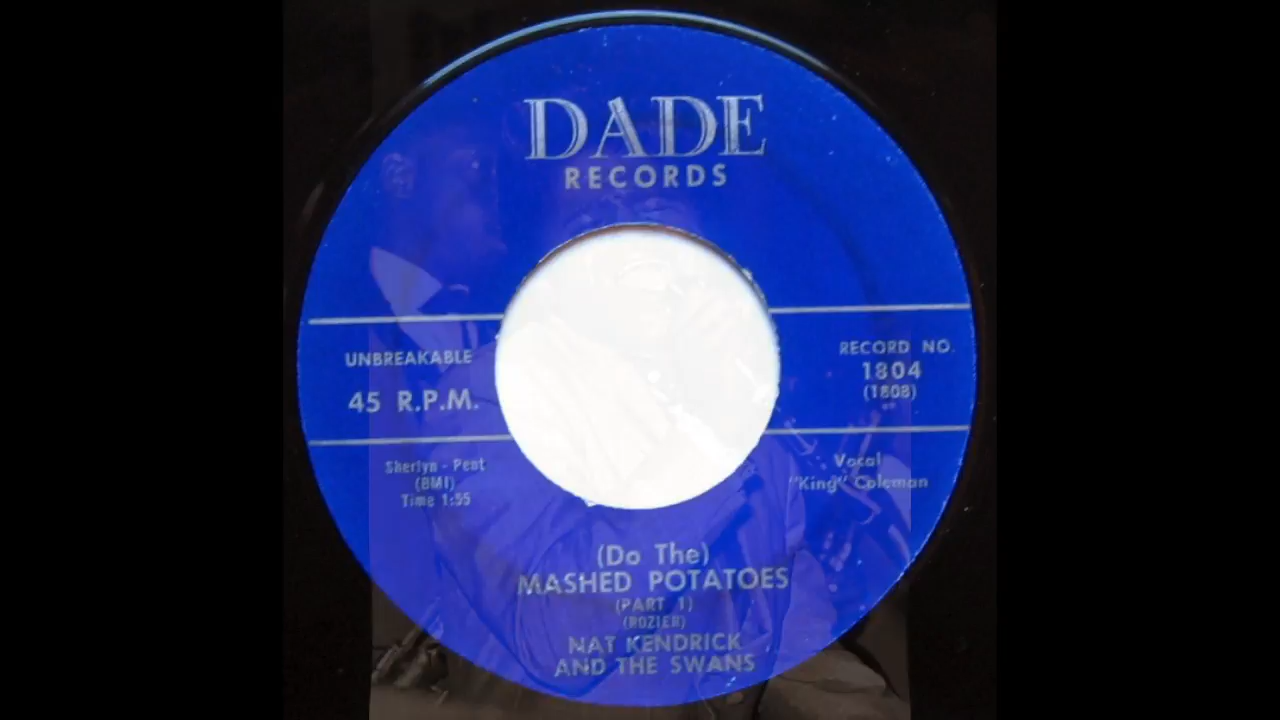 DADE
RECORDS
UNBREAKABLE
45 R.P.M.
RECORD NO.
1804
(1808)
Sherlyn - Pent
(BMI)
Time 1:55
Vocal
"King" Coleman
(Do The)
MASHED POTATOES
(PART 1)
(ROZIER)
NAT KENDRICK
AND THE SWANS